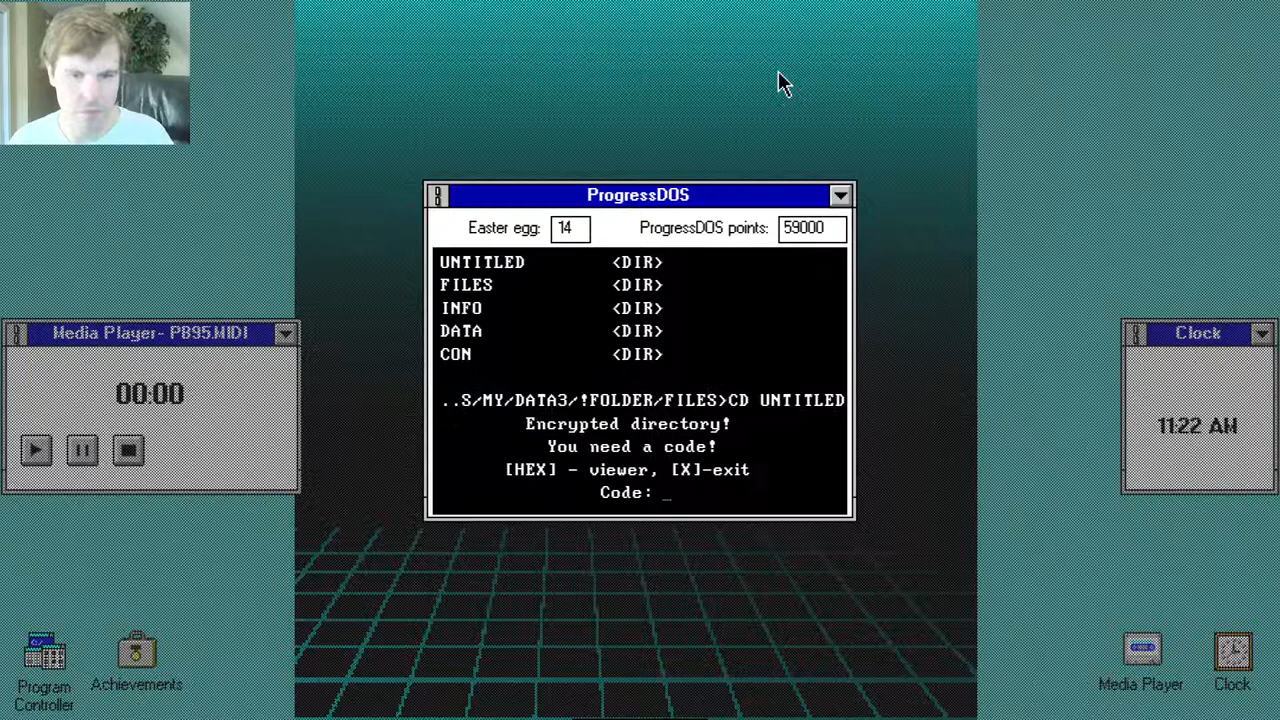 ProgressDOS
Easter egg: 14 ProgressDOS points: 59000
UNTITLED <DIR>
FILES <DIR>
INFO <DIR>
DATA <DIR>
CON <DIR>
..S/MY/DATA3/!FOLDER/FILES>CD UNTITLED
Encrypted directory!
You need a code!
[HEX] - viewer, [X]-exit
Code: _
Media Player- PB95.MIDI
00:00
Clock
11:22 AM
Program
Controller
Achievements
Media Player
Clock